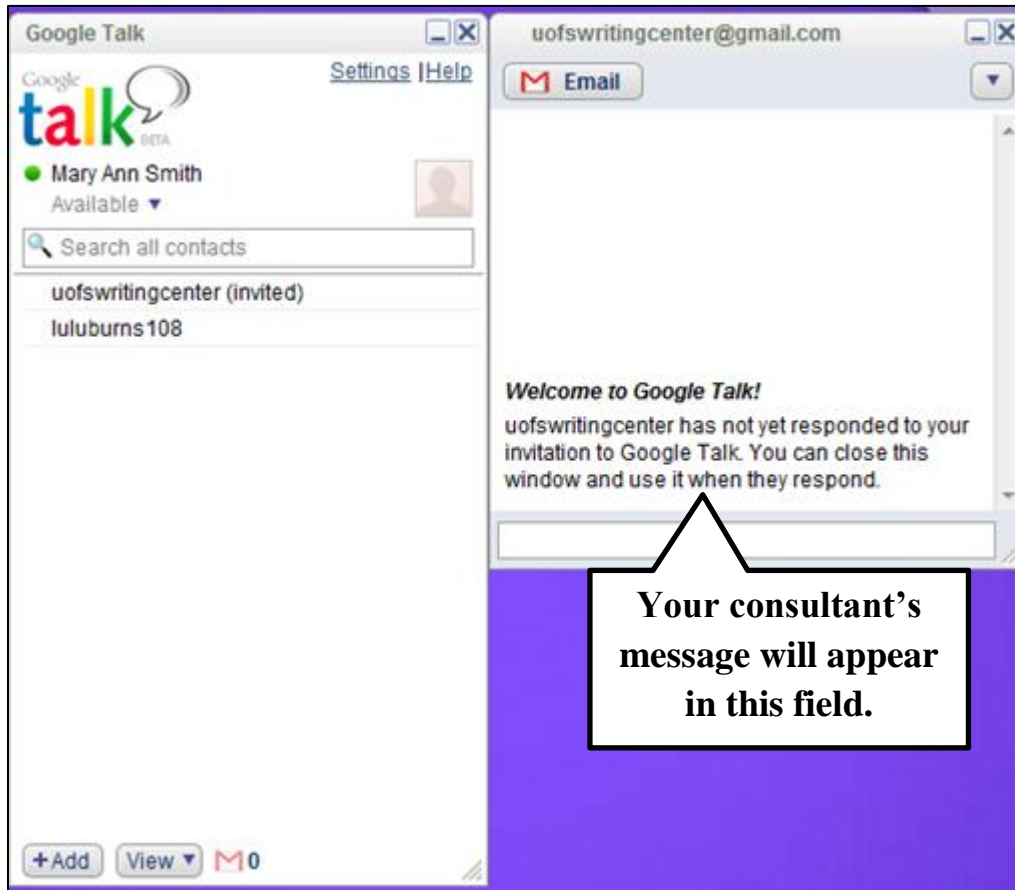 Google Talk
Settings |Help
Google
talk
BETA
Mary Ann Smith
Available
Search all contacts
uofswritingcenter (invited)
luluburns108
+Add
View
0
uofswritingcenter@gmail.com
Email
Welcome to Google Talk!
uofswritingcenter has not yet responded to your
invitation to Google Talk. You can close this
window and use it when they respond.
Your consultant’s
message will appear
in this field.